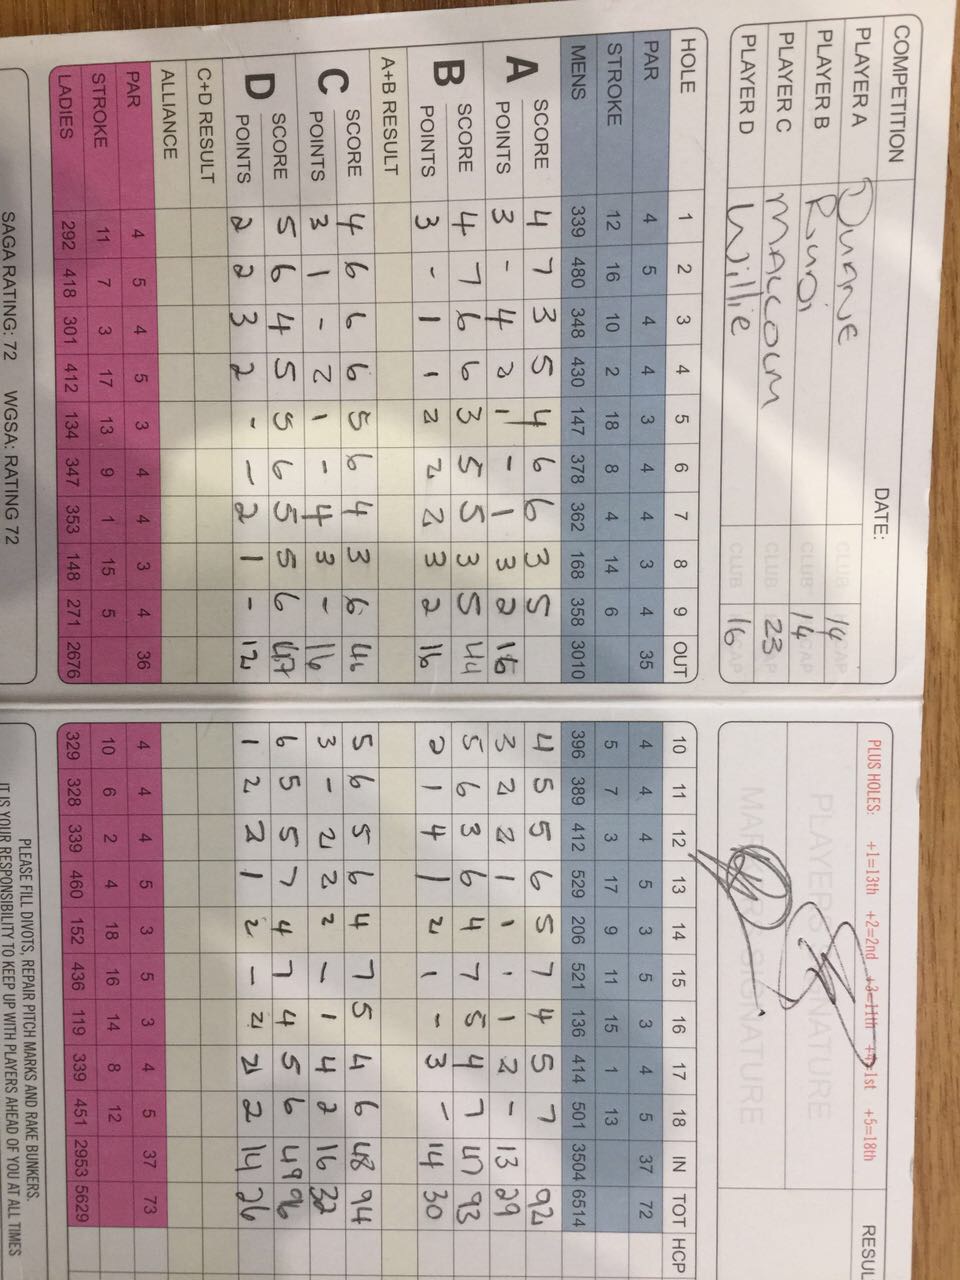 COMPETITION DATE:
PLAYER A Dunne CLUB 14
PLAYER B Rudi CLUB 14
PLAYER C MALCOLM CLUB 23
PLAYER D Willie CLUB 16
PLUS HOLES: +1=13th +2=2nd +3=11th +4=1st +5=18th
PLAYERS SIGNATURE
MARKERS SIGNATURE
RESUL
HOLE 1 2 3 4 5 6 7 8 9 OUT 10 11 12 13 14 15 16 17 18 IN TOT HCP
PAR 4 5 4 4 3 4 4 3 4 35 4 4 4 5 3 5 3 4 5 37 72
STROKE 12 16 10 2 18 8 4 14 6 5 7 3 17 9 11 15 1 13
MENS 339 480 348 430 147 378 362 168 358 3010 396 389 412 529 206 521 136 414 501 3504 6514
A SCORE 4 7 3 5 4 6 6 3 5 4 5 5 6 5 7 4 5 7 92
POINTS 3 - 4 2 1 - 1 3 2 16 3 2 2 1 1 1 1 2 - 13 29
B SCORE 4 7 6 6 3 5 5 3 5 44 5 6 3 6 4 7 5 4 7 47 93
POINTS 3 - 1 1 2 2 2 3 2 16 2 1 4 1 2 1 - 3 - 14 30
A+B RESULT
C SCORE 4 6 6 6 5 6 4 3 6 46 5 6 5 6 4 7 5 4 6 48 94
POINTS 3 1 - 2 1 - 4 3 - 16 3 - 2 2 2 - 1 4 2 16 32
D SCORE 5 6 4 5 5 6 5 5 6 47 6 5 5 7 4 7 4 5 6 49 96
POINTS 2 2 3 2 - - 2 1 - 12 1 2 2 1 2 - 2 2 2 14 26
C+D RESULT
ALLIANCE
PAR 4 5 4 5 3 4 4 3 4 36 4 4 4 5 3 5 3 4 5 37 73
STROKE 11 7 3 17 13 9 1 15 5 10 6 2 4 18 16 14 8 12
LADIES 292 418 301 412 134 347 353 148 271 2676 329 328 339 460 152 436 119 339 451 2953 5629
SAGA RATING: 72 WGSA: RATING 72
PLEASE FILL DIVOTS, REPAIR PITCH MARKS AND RAKE BUNKERS.
IT IS YOUR RESPONSIBILITY TO KEEP UP WITH PLAYERS AHEAD OF YOU AT ALL TIMES